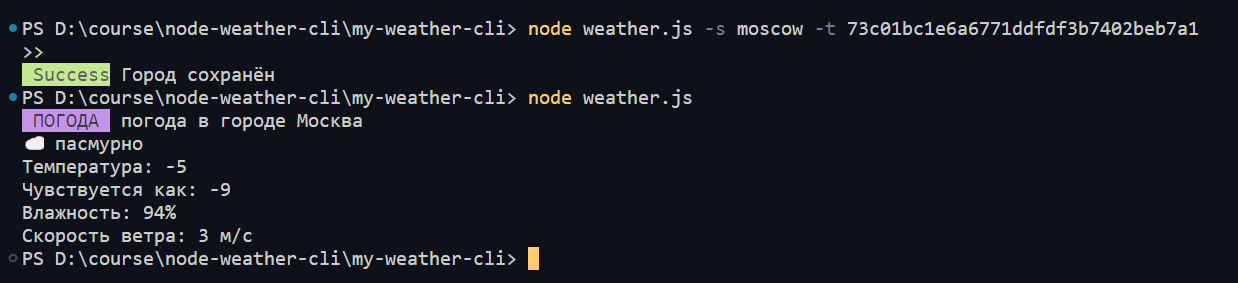 PS D:\course\node-weather-cli\my-weather-cli> node weather.js -s moscow -t 73c01bc1e6a6771ddfdf3b7402beb7a1
>>
Success Город сохранён
PS D:\course\node-weather-cli\my-weather-cli> node weather.js
ПОГОДА погода в городе Москва
пасмурно
Температура: -5
Чувствуется как: -9
Влажность: 94%
Скорость ветра: 3 м/с
PS D:\course\node-weather-cli\my-weather-cli>